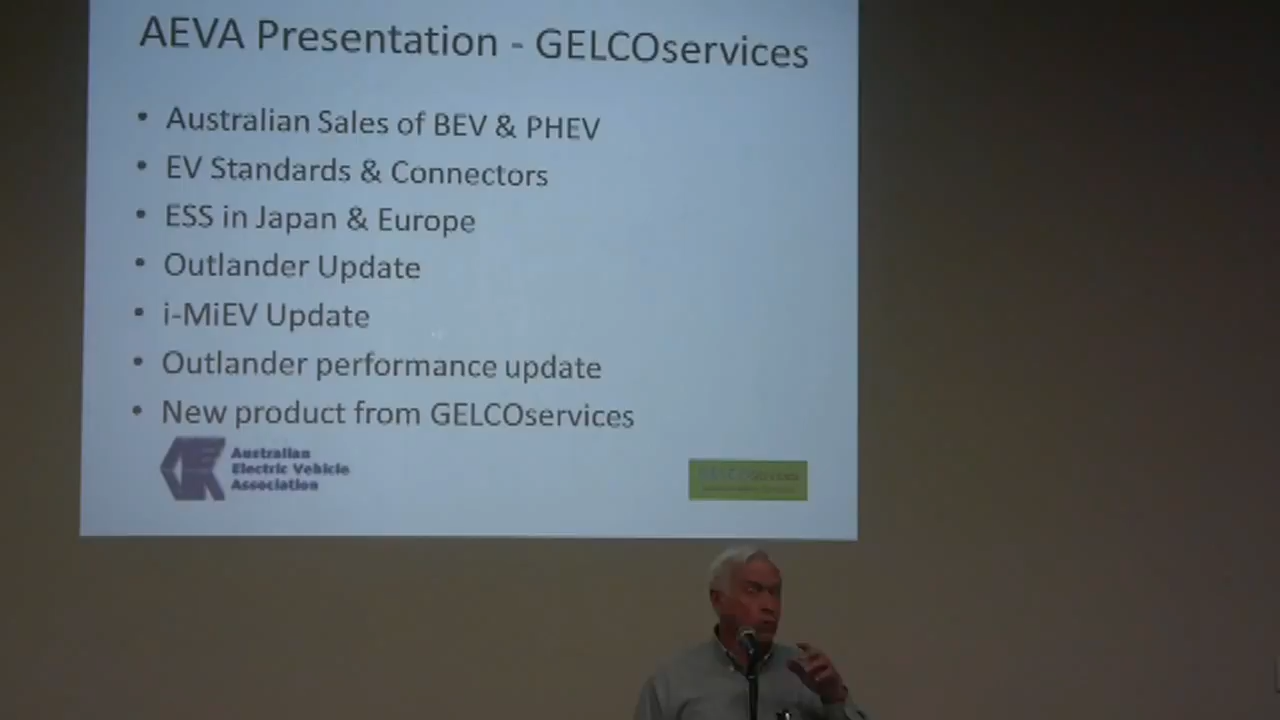 AEVA Presentation - GELCOservices
• Australian Sales of BEV & PHEV
• EV Standards & Connectors
• ESS in Japan & Europe
• Outlander Update
• i-MiEV Update
• Outlander performance update
• New product from GELCOservices
Australian
Electric Vehicle
Association